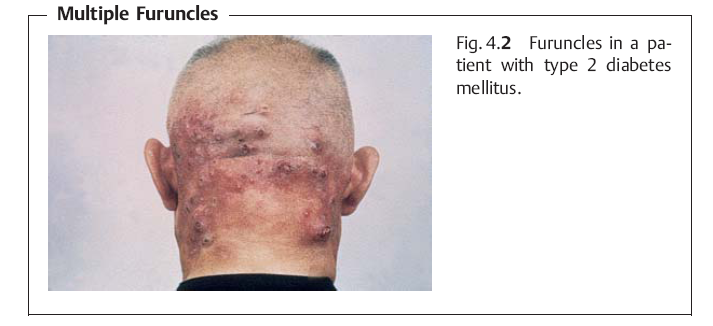 Multiple Furuncles
Fig. 4.2 Furuncles in a pa-
tient with type 2 diabetes
mellitus.